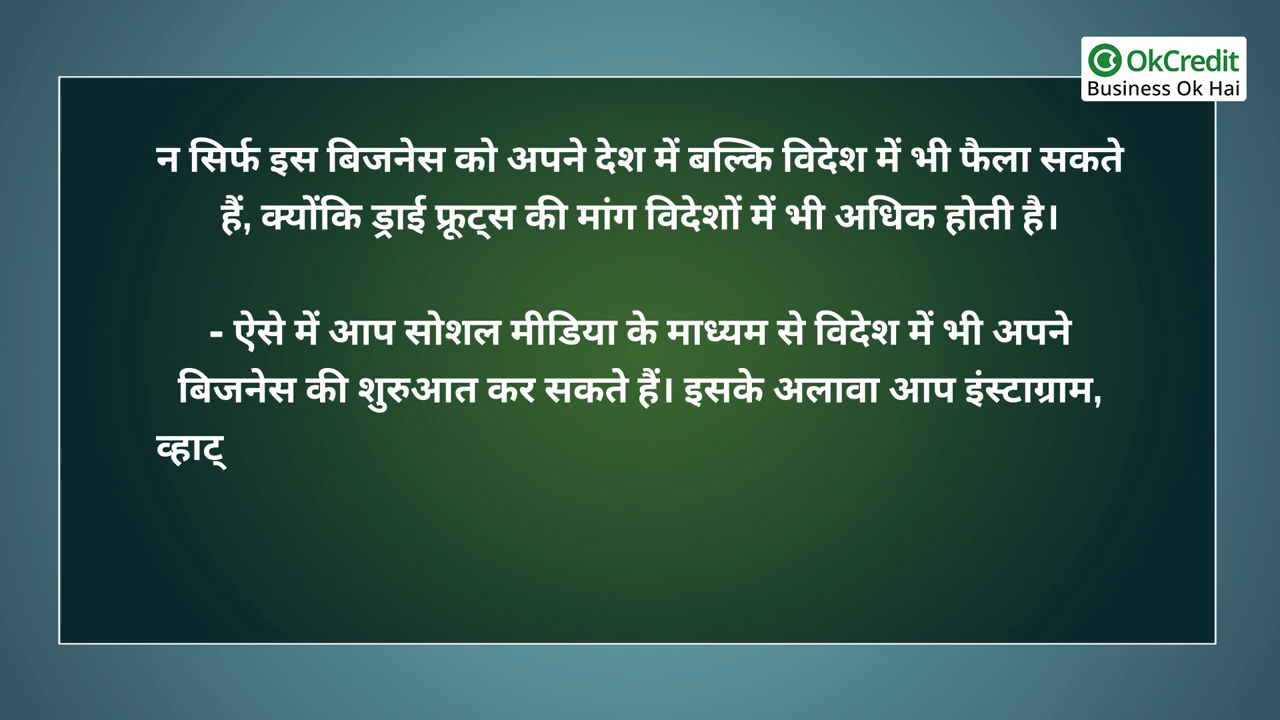 OkCredit
Business Ok Hai
न सिर्फ इस बिजनेस को अपने देश में बल्कि विदेश में भी फैला सकते
हैं, क्योंकि ड्राई फ्रूट्स की मांग विदेशों में भी अधिक होती है।
- ऐसे में आप सोशल मीडिया के माध्यम से विदेश में भी अपने
बिजनेस की शुरुआत कर सकते हैं। इसके अलावा आप इंस्टाग्राम,
व्हाट्